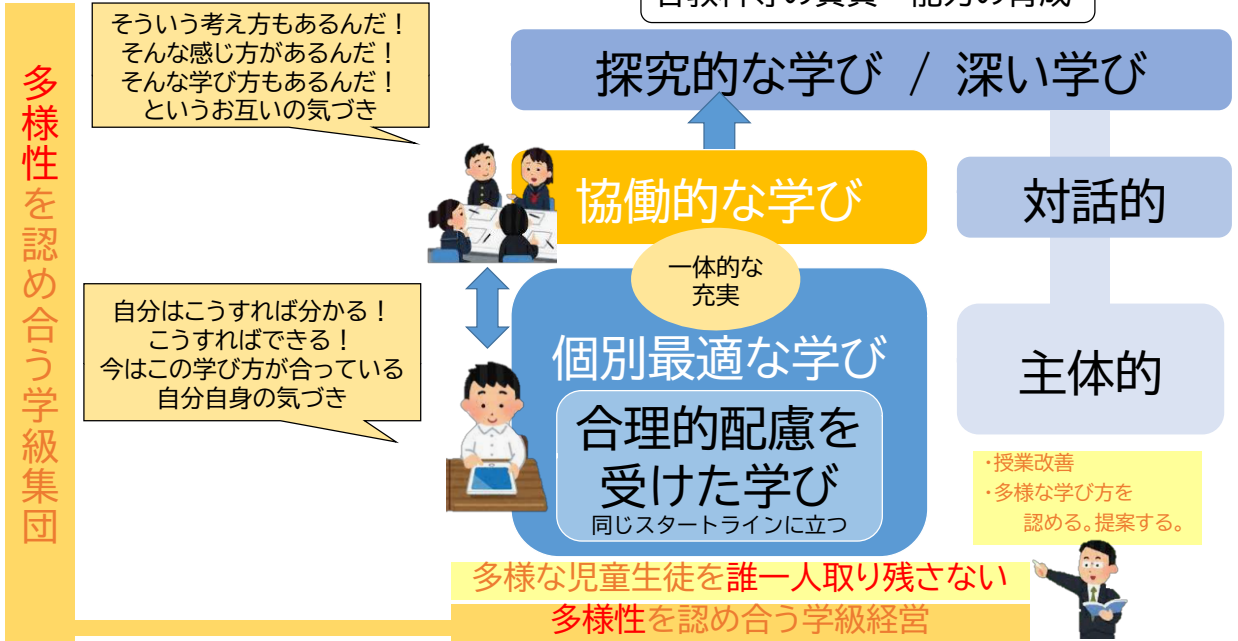 そういう考え方もあるんだ！
そんな感じ方があるんだ！
そんな学び方もあるんだ！
というお互いの気づき
探究的な学び / 深い学び
多様性を認め合う学級集団
協働的な学び
対話的
一体的な
充実
自分はこうすれば分かる！
こうすればできる！
今はこの学び方が合っている
自分自身の気づき
個別最適な学び
主体的
合理的配慮を
受けた学び
同じスタートラインに立つ
・授業改善
・多様な学び方を
認める。提案する。
多様な児童生徒を誰一人取り残さない
多様性を認め合う学級経営